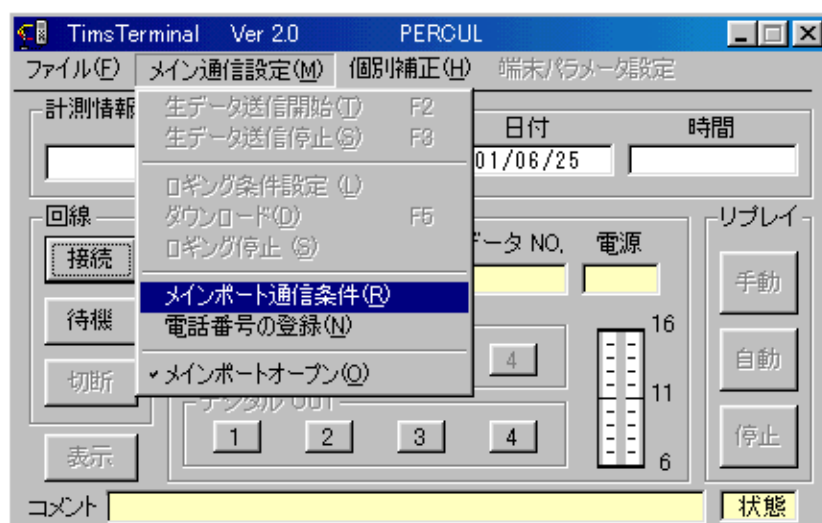 TimsTerminal Ver 2.0 PERCUL
ファイル(F) メイン通信設定(M) 個別補正(H) 端末パラメータ設定
計測情報
生データ送信開始(T) F2
生データ送信停止(S) F3
ロギング条件設定 (L)
ダウンロード(D) F5
ロギング停止 (S)
メインポート通信条件(R)
電話番号の登録(N)
メインポートオープン(O)
日付 時間
01/06/25
回線
接続
待機
切断
表示
データ NO. 電源
4
16
11
6
デジタル OUT
1 2 3 4
リプレイ
手動
自動
停止
コメント 状態